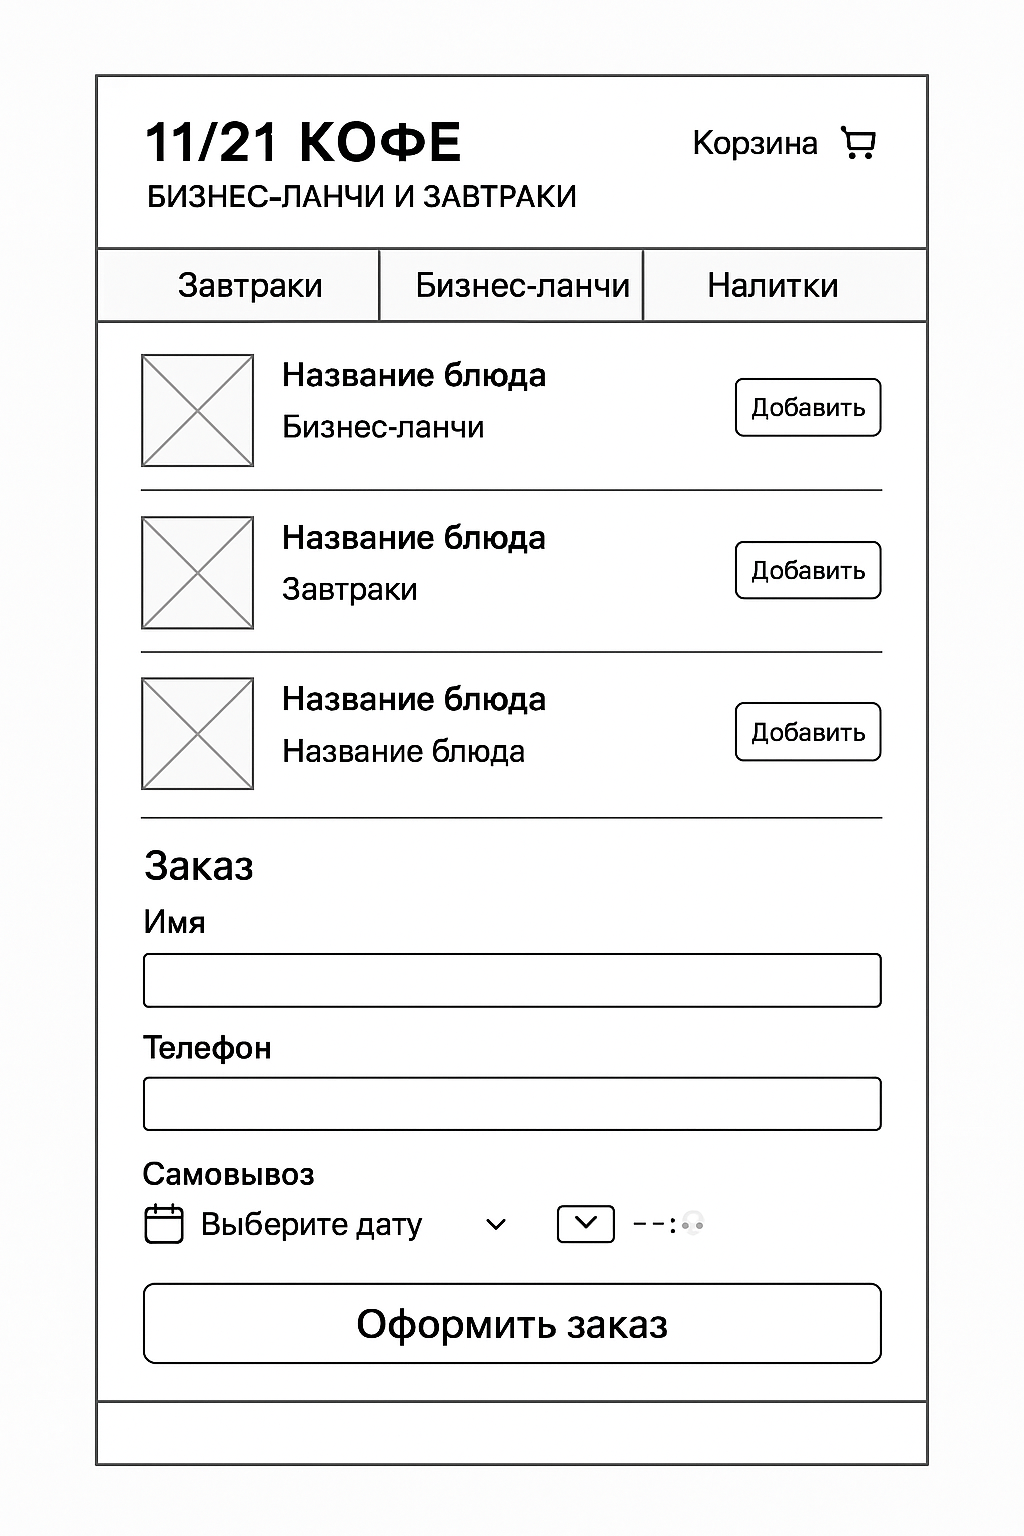 11/21 КОФЕ
Корзина
БИЗНЕС-ЛАНЧИ И ЗАВТРАКИ
Завтраки
Бизнес-ланчи
Налитки
Название блюда
Бизнес-ланчи
Добавить
Название блюда
Завтраки
Добавить
Название блюда
Название блюда
Добавить
Заказ
Имя
Телефон
Самовывоз
Выберите дату
--:
Оформить заказ